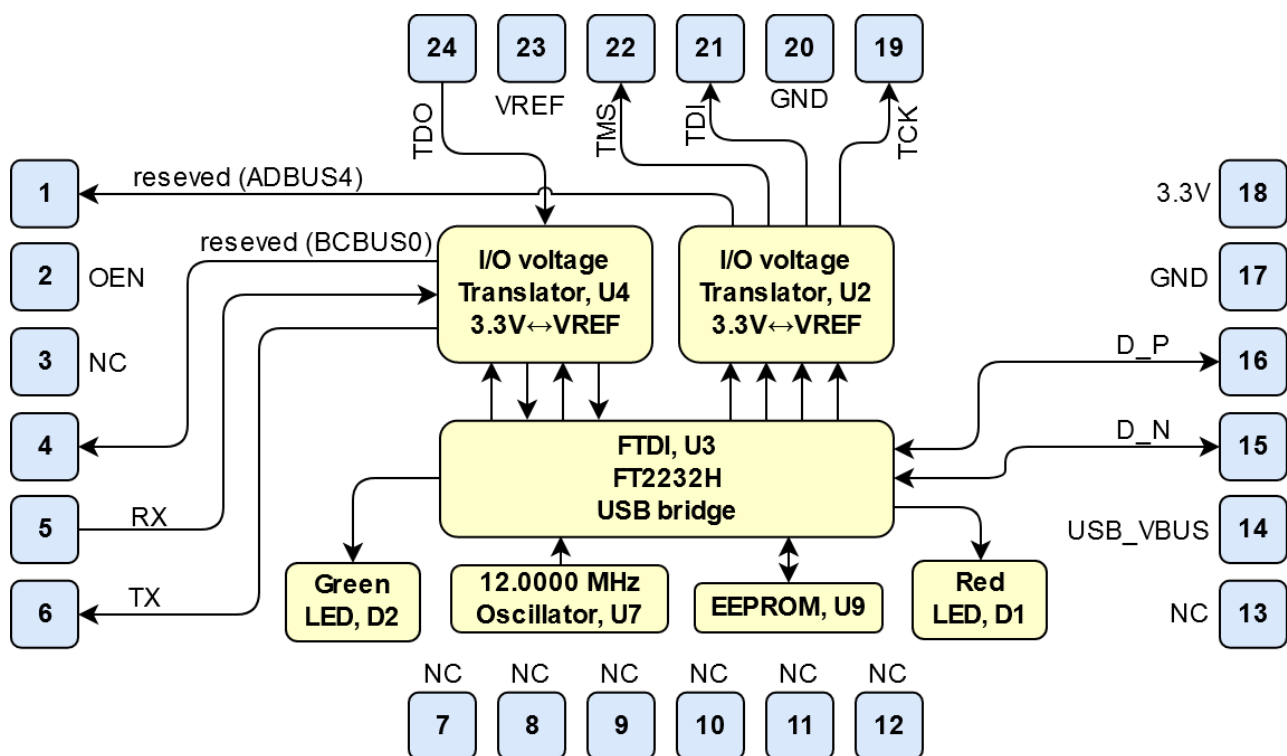 24
23
22
21
20
19
VREF
GND
TDO
TMS
TDI
TCK
1
reseved (ADBUS4)
3.3V
18
reseved (BCBUS0)
2
OEN
I/O voltage
Translator, U4
3.3V↔VREF
I/O voltage
Translator, U2
3.3V↔VREF
GND
17
3
NC
D_P
16
4
D_N
15
FTDI, U3
FT2232H
USB bridge
5
RX
USB_VBUS
14
6
TX
Green
LED, D2
12.0000 MHz
Oscillator, U7
EEPROM, U9
Red
LED, D1
NC
13
NC
NC
NC
NC
NC
NC
7
8
9
10
11
12